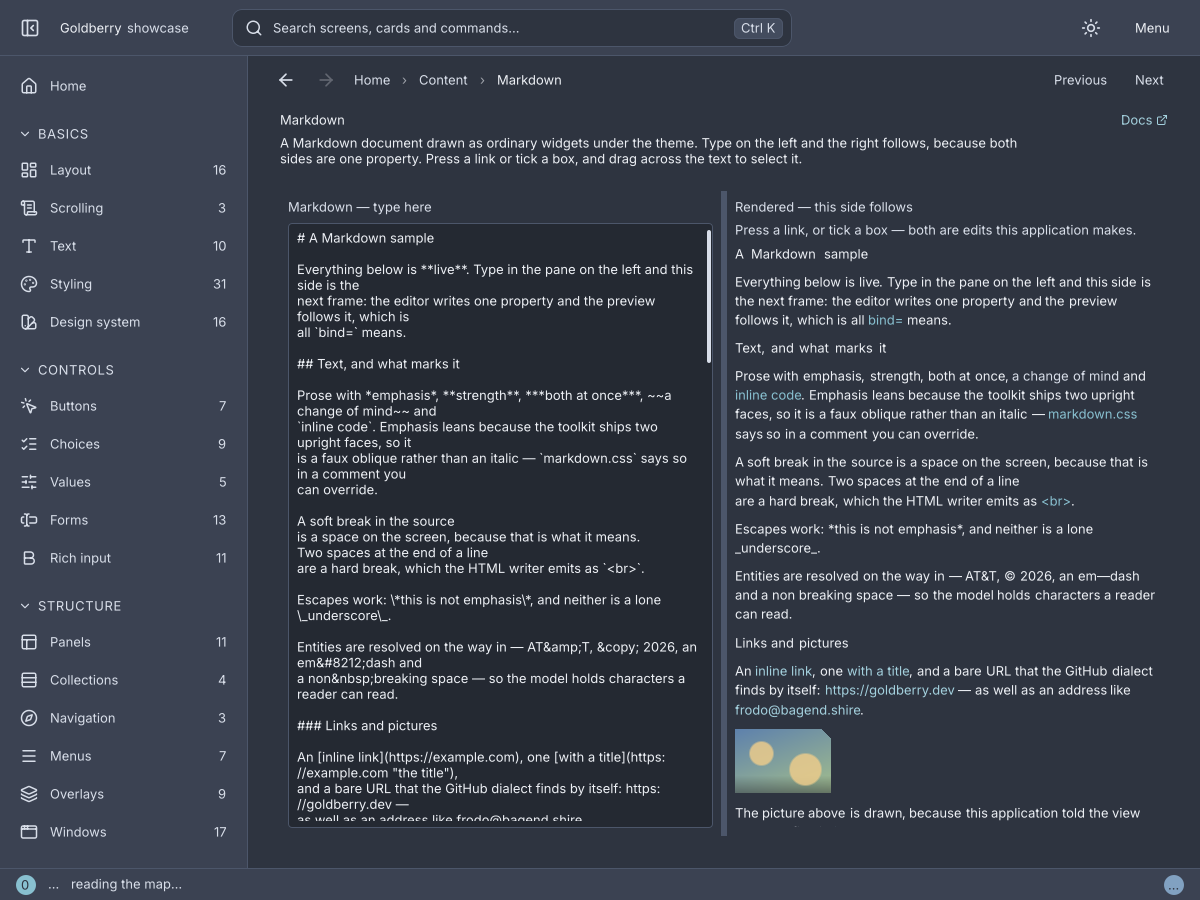 Goldberry showcase
Search screens, cards and commands...
Ctrl K
Menu
Home
BASICS
Layout 16
Scrolling 3
Text 10
Styling 31
Design system 16
CONTROLS
Buttons 7
Choices 9
Values 5
Forms 13
Rich input 11
STRUCTURE
Panels 11
Collections 4
Navigation 3
Menus 7
Overlays 9
Windows 17
Home › Content › Markdown
Previous
Next
Markdown
Docs
A Markdown document drawn as ordinary widgets under the theme. Type on the left and the right follows, because both
sides are one property. Press a link or tick a box, and drag across the text to select it.
Markdown — type here
# A Markdown sample
Everything below is **live**. Type in the pane on the left and this
side is the
next frame: the editor writes one property and the preview
follows it, which is
all `bind=` means.
## Text, and what marks it
Prose with *emphasis*, **strength**, ***both at once***, ~~a
change of mind~~ and
`inline code`. Emphasis leans because the toolkit ships two
upright faces, so it
is a faux oblique rather than an italic — `markdown.css` says so
in a comment you
can override.
A soft break in the source
is a space on the screen, because that is what it means.
Two spaces at the end of a line
are a hard break, which the HTML writer emits as `<br>`.
Escapes work: \*this is not emphasis\*, and neither is a lone
\_underscore\_.
Entities are resolved on the way in — AT&amp;T, &copy; 2026, an
em&#8212;dash and
a non&nbsp;breaking space — so the model holds characters a
reader can read.
### Links and pictures
An [inline link](https://example.com), one [with a title](https:
//example.com "the title"),
and a bare URL that the GitHub dialect finds by itself: https:
//goldberry.dev —
as well as an address like frodo@bagend.shire.
Rendered — this side follows
Press a link, or tick a box — both are edits this application makes.
A Markdown sample
Everything below is live. Type in the pane on the left and this side is
the next frame: the editor writes one property and the preview
follows it, which is all bind= means.
Text, and what marks it
Prose with emphasis, strength, both at once, a change of mind and
inline code. Emphasis leans because the toolkit ships two upright
faces, so it is a faux oblique rather than an italic — markdown.css
says so in a comment you can override.
A soft break in the source is a space on the screen, because that is
what it means. Two spaces at the end of a line
are a hard break, which the HTML writer emits as <br>.
Escapes work: *this is not emphasis*, and neither is a lone
_underscore_.
Entities are resolved on the way in — AT&T, © 2026, an em—dash
and a non breaking space — so the model holds characters a reader
can read.
Links and pictures
An inline link, one with a title, and a bare URL that the GitHub dialect
finds by itself: https://goldberry.dev — as well as an address like
frodo@bagend.shire.
The picture above is drawn, because this application told the view
0 ... reading the map...
...